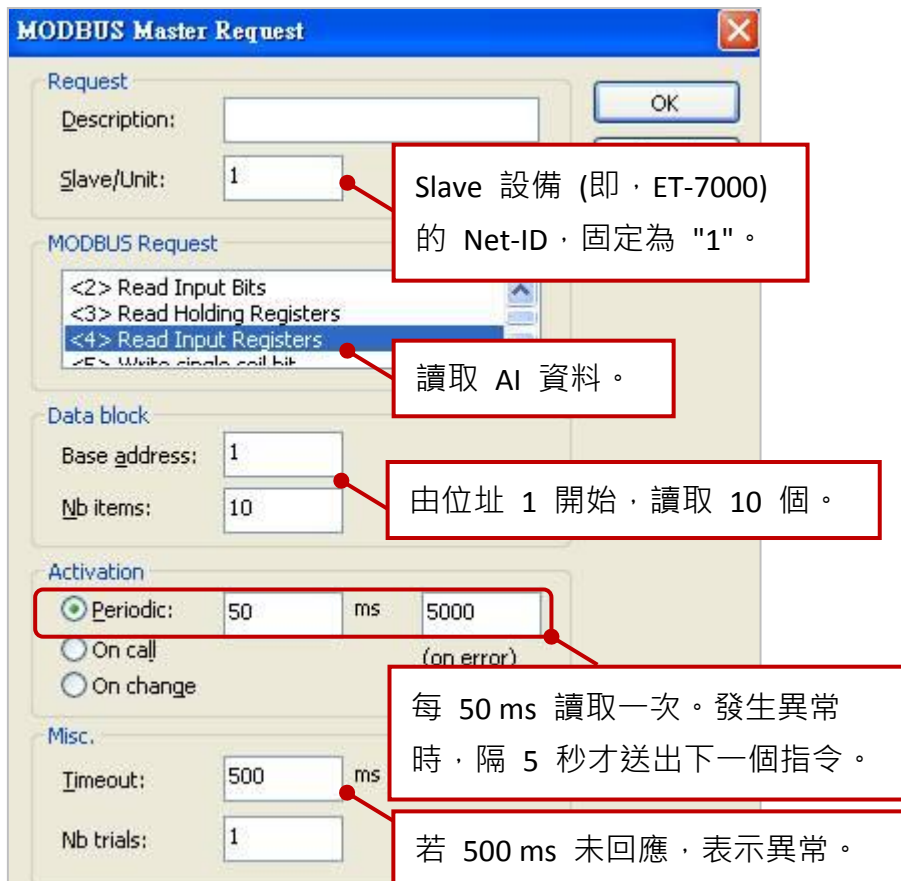 MODBUS Master Request
Request
OK
Description:
Slave/Unit:
1
Slave 設備 (即，ET-7000)
的 Net-ID，固定為 "1"。
MODBUS Request
<2> Read Input Bits
<3> Read Holding Registers
<4> Read Input Registers
<5> Write single coil bit
讀取 AI 資料。
Data block
Base address:
1
Nb items:
10
由位址 1 開始，讀取 10 個。
Activation
Periodic:
50
ms
5000
On call
(on error)
On change
每 50 ms 讀取一次。發生異常
時，隔 5 秒才送出下一個指令。
Misc.
Timeout:
500
ms
Nb trials:
1
若 500 ms 未回應，表示異常。